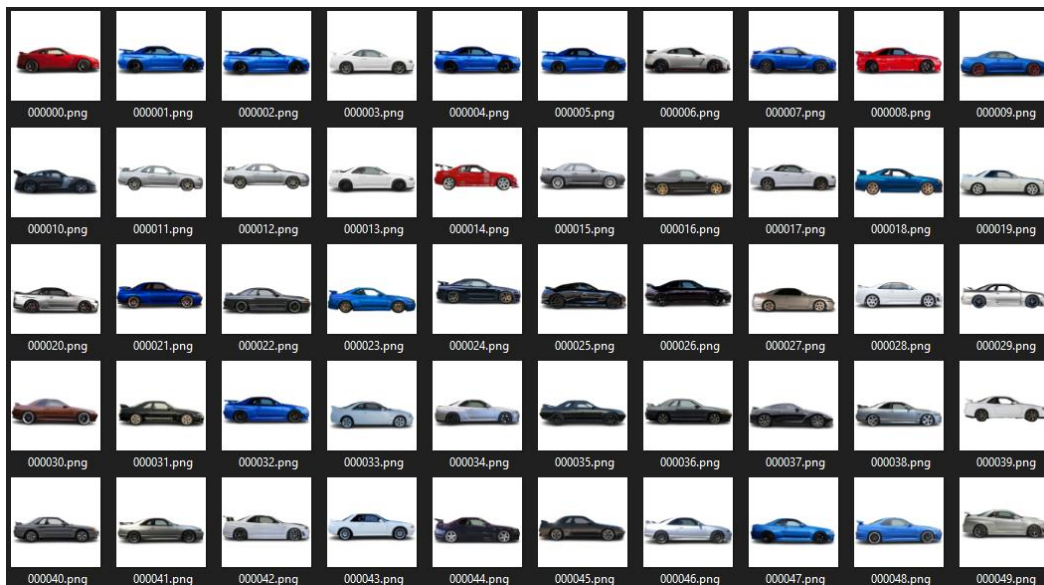 000000.png 000001.png 000002.png 000003.png 000004.png 000005.png 000006.png 000007.png 000008.png 000009.png
000010.png 000011.png 000012.png 000013.png 000014.png 000015.png 000016.png 000017.png 000018.png 000019.png
000020.png 000021.png 000022.png 000023.png 000024.png 000025.png 000026.png 000027.png 000028.png 000029.png
000030.png 000031.png 000032.png 000033.png 000034.png 000035.png 000036.png 000037.png 000038.png 000039.png
000040.png 000041.png 000042.png 000043.png 000044.png 000045.png 000046.png 000047.png 000048.png 000049.png